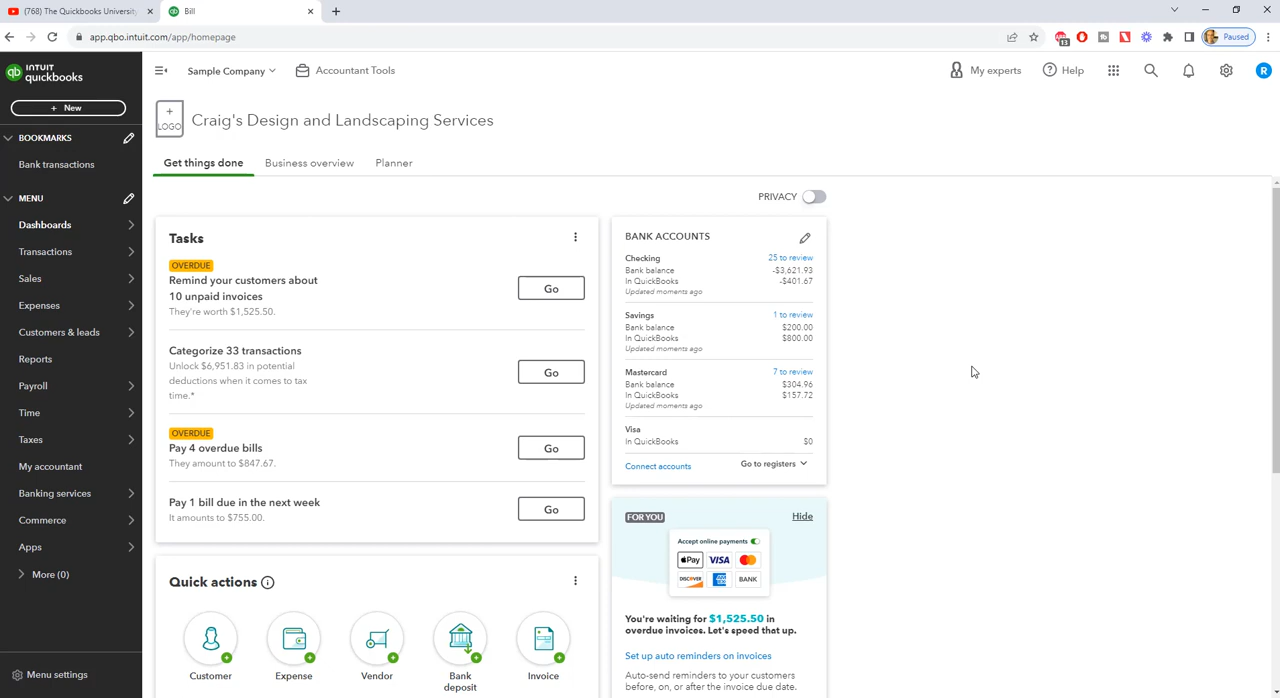 (768) The Quickbooks University
Bill
app.qbo.intuit.com/app/homepage
13
Paused
INTUIT
quickbooks
Sample Company
Accountant Tools
My experts
Help
R
+ New
BOOKMARKS
Bank transactions
MENU
Dashboards
Transactions
Sales
Expenses
Customers & leads
Reports
Payroll
Time
Taxes
My accountant
Banking services
Commerce
Apps
More (0)
Menu settings
+
LOGO
Craig's Design and Landscaping Services
Get things done
Business overview
Planner
PRIVACY
Tasks
OVERDUE
Remind your customers about
10 unpaid invoices
They're worth $1,525.50.
Go
Categorize 33 transactions
Unlock $6,951.83 in potential
deductions when it comes to tax
time.*
Go
OVERDUE
Pay 4 overdue bills
They amount to $847.67.
Go
Pay 1 bill due in the next week
It amounts to $755.00.
Go
Quick actions
Customer
Expense
Vendor
Bank
deposit
Invoice
BANK ACCOUNTS
Checking 25 to review
Bank balance -$3,621.93
In QuickBooks -$401.67
Updated moments ago
Savings 1 to review
Bank balance $200.00
In QuickBooks $800.00
Updated moments ago
Mastercard 7 to review
Bank balance $304.96
In QuickBooks $157.72
Updated moments ago
Visa
In QuickBooks $0
Connect accounts Go to registers
FOR YOU
Hide
Accept online payments
Pay VISA
DISCOVER BANK
You're waiting for $1,525.50 in
overdue invoices. Let's speed that up.
Set up auto reminders on invoices
Auto-send reminders to your customers
before, on, or after the invoice due date.